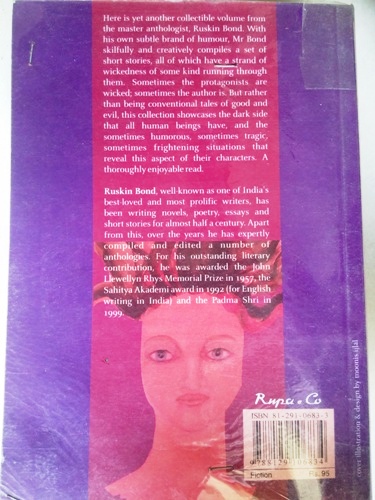 Here is yet another collectible volume from
the master anthologist, Ruskin Bond. With
his own subtle brand of humour, Mr Bond
skilfully and creatively compiles a set of
short stories, all of which have a strand of
wickedness of some kind running through
them. Sometimes the protagonists are
wicked; sometimes the author is. But rather
than being conventional tales of good and
evil, this collection showcases the dark side
that all human beings have, and the
sometimes humorous, sometimes tragic,
sometimes frightening situations that
reveal this aspect of their characters. A
thoroughly enjoyable read.
Ruskin Bond, well-known as one of India's
best-loved and most prolific writers, has
been writing novels, poetry, essays and
short stories for almost half a century. Apart
from this, over the years he has expertly
compiled and edited a number of
anthologies. For his outstanding literary
contribution, he was awarded the John
Llewellyn Rhys Memorial Prize in 1957, the
Sahitya Akademi award in 1992 (for English
writing in India) and the Padma Shri in
1999.
Rupa & Co
ISBN 81-291-0683-3
Fiction
95
cover illustration & design by moonis ijlal